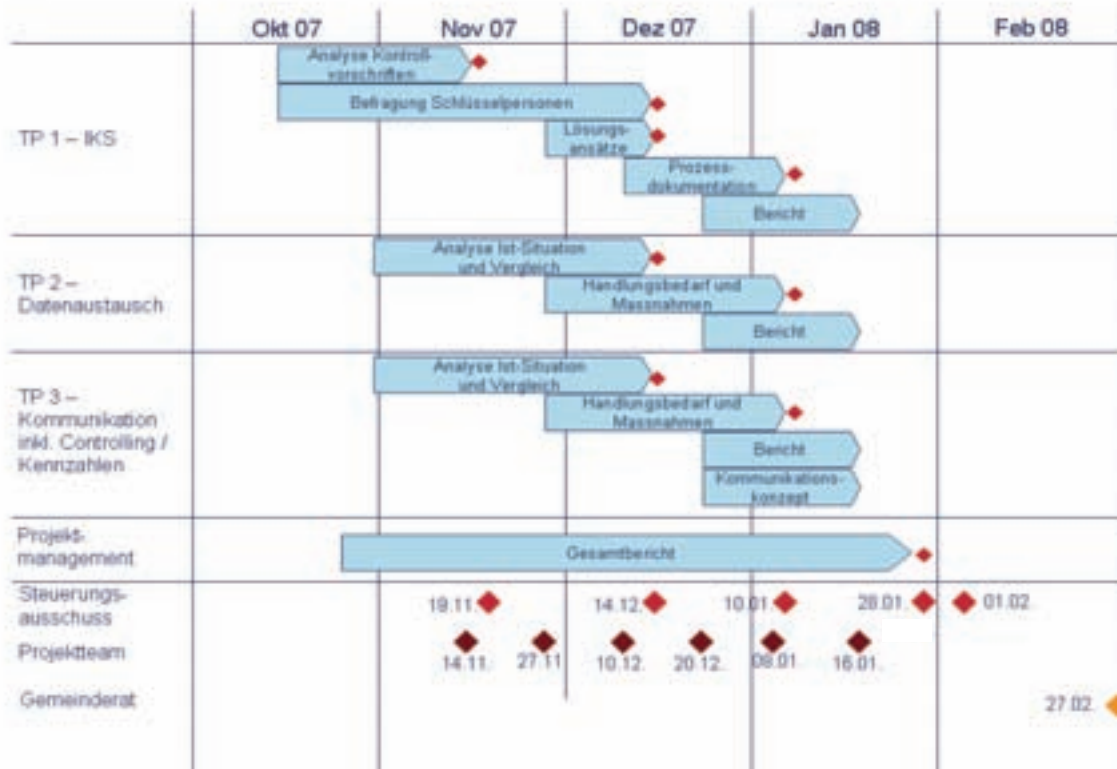 Okt 07
Nov 07
Dez 07
Jan 08
Feb 08
TP 1 – IKS
Analyse Kontroll-
vorschriften
Befragung Schlüsselpersonen
Lösungs-
ansätze
Prozess-
dokumentation
Bericht
TP 2 –
Datenaustausch
Analyse Ist-Situation
und Vergleich
Handlungsbedarf und
Massnahmen
Bericht
TP 3 –
Kommunikation
inkl. Controlling /
Kennzahlen
Analyse Ist-Situation
und Vergleich
Handlungsbedarf und
Massnahmen
Bericht
Kommunikations-
konzept
Projekt-
management
Gesamtbericht
Steuerungs-
ausschuss
19.11.
14.12.
10.01.
28.01.
01.02.
Projektteam
14.11.
27.11
10.12.
20.12.
08.01.
16.01.
Gemeinderat
27.02.